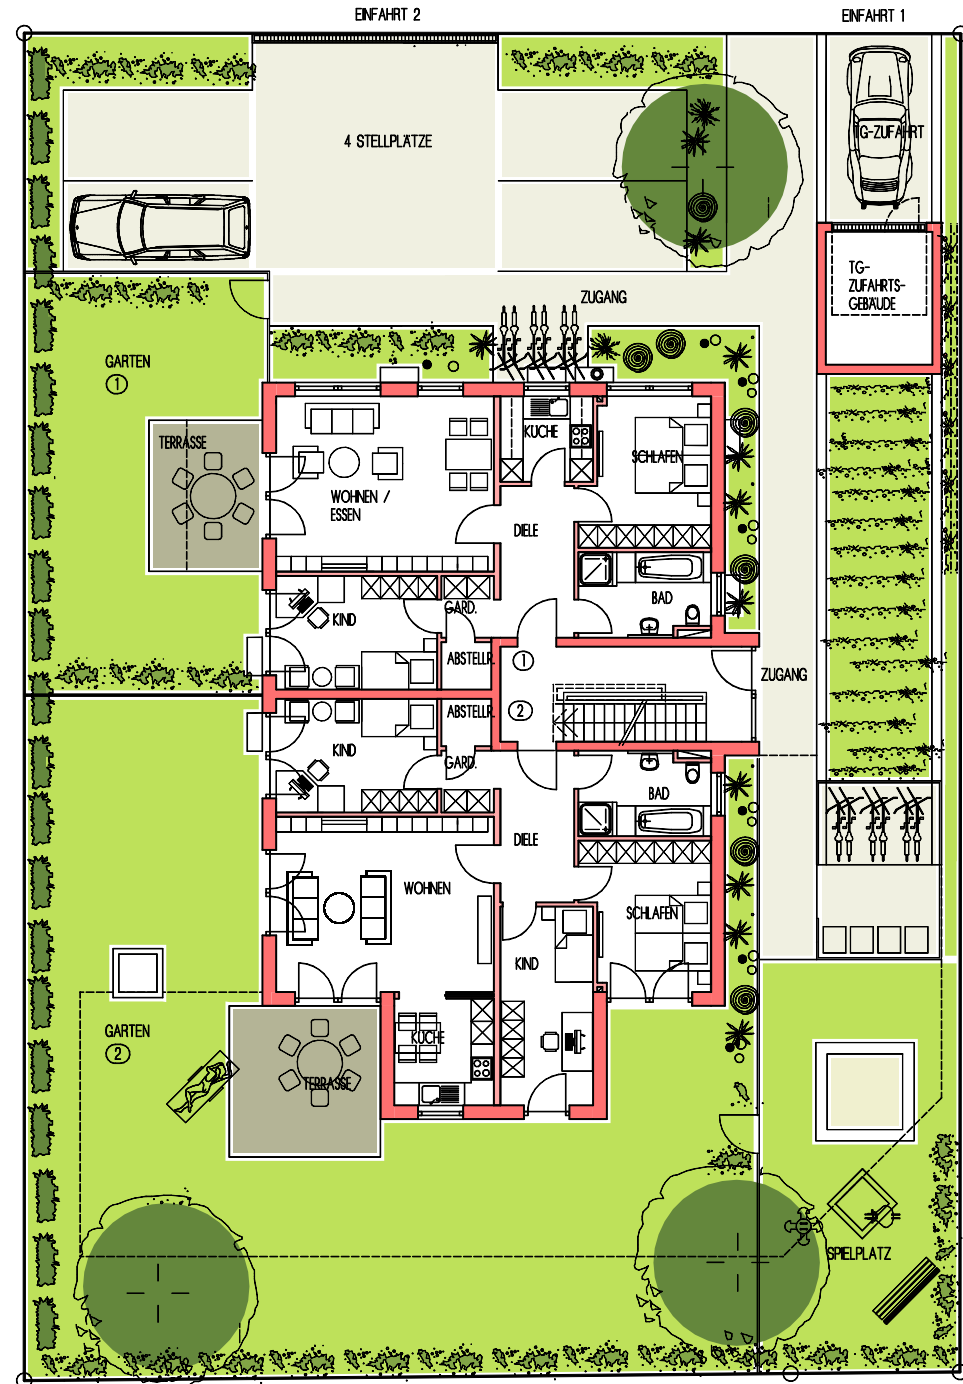 EINFAHRT 2
EINFAHRT 1
4 STELLPLÄTZE
TG-ZUFAHRT
TG-
ZUFAHRTS-
GEBÄUDE
ZUGANG
GARTEN
1
TERRASSE
KÜCHE
SCHLAFEN
WOHNEN /
ESSEN
DIELE
BAD
GARD.
KIND
ABSTELLR.
1
ZUGANG
2
ABSTELLR.
KIND
GARD.
BAD
DIELE
WOHNEN
SCHLAFEN
KIND
GARTEN
2
KÜCHE
TERRASSE
SPIELPLATZ